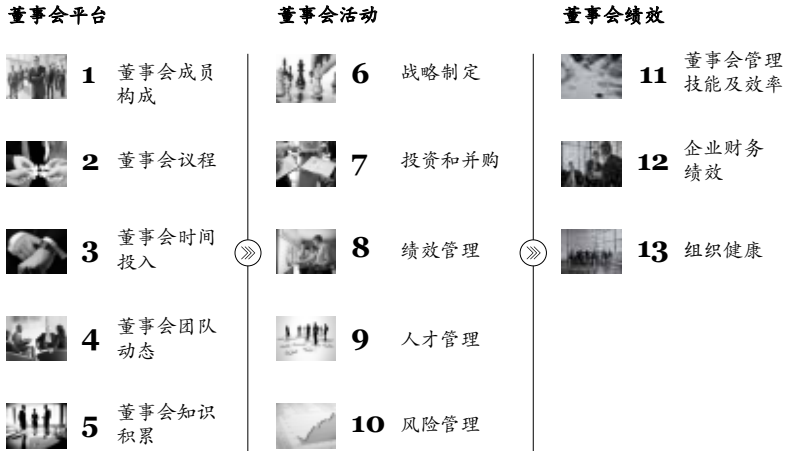 董事会平台
1 董事会成员
构成
2 董事会议程
3 董事会时间
投入
4 董事会团队
动态
5 董事会知识
积累
董事会活动
6 战略制定
7 投资和并购
8 绩效管理
9 人才管理
10 风险管理
董事会绩效
11 董事会管理
技能及效率
12 企业财务
绩效
13 组织健康